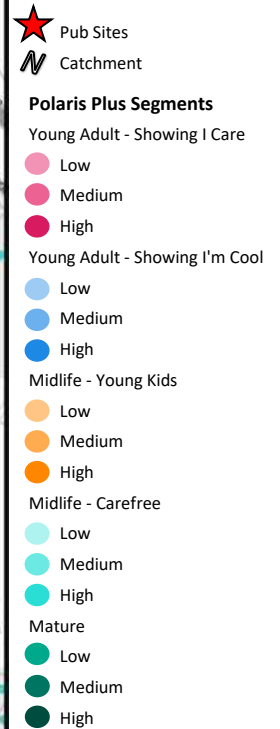 Pub Sites
Catchment
Polaris Plus Segments
Young Adult - Showing I Care
Low
Medium
High
Young Adult - Showing I'm Cool
Low
Medium
High
Midlife - Young Kids
Low
Medium
High
Midlife - Carefree
Low
Medium
High
Mature
Low
Medium
High